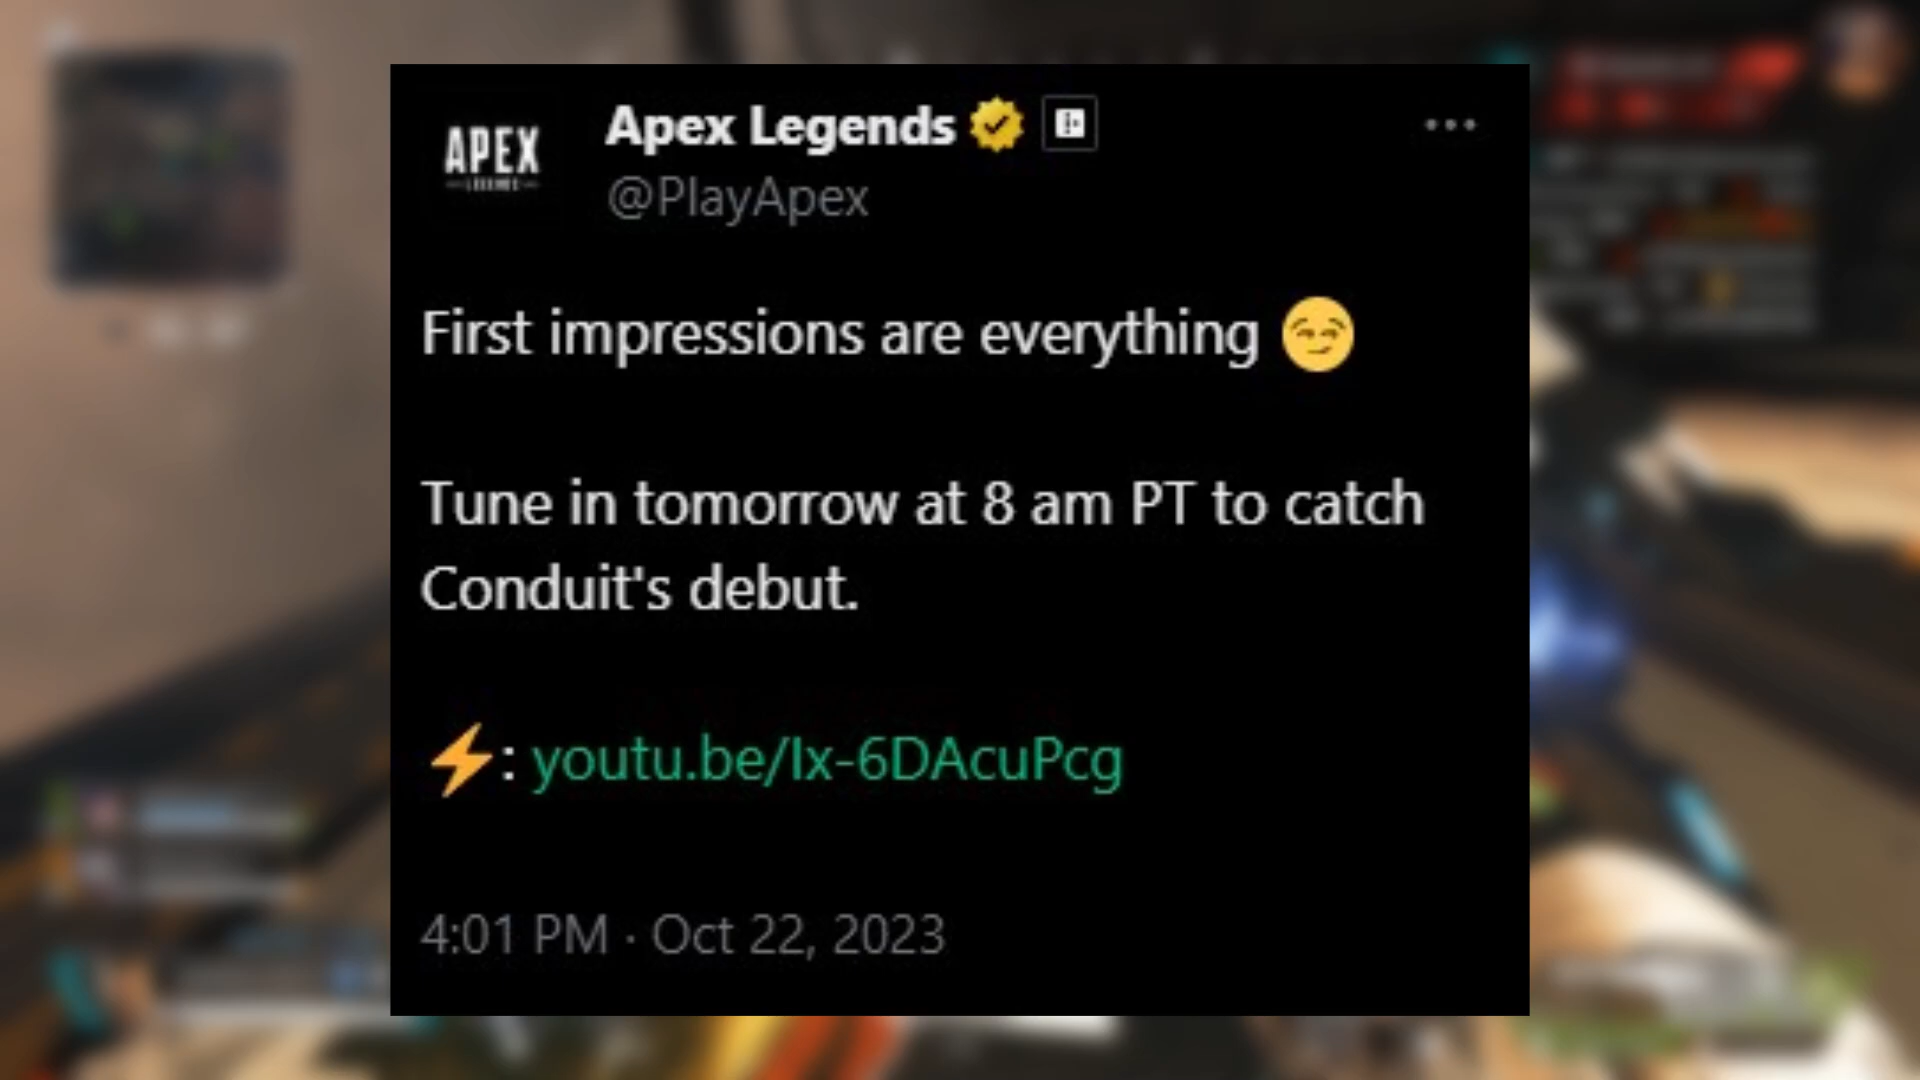 APEX
LEGENDS
Apex Legends
@PlayApex
First impressions are everything 😏
Tune in tomorrow at 8 am PT to catch
Conduit's debut.
⚡: youtu.be/Ix-6DAcuPcg
4:01 PM · Oct 22, 2023